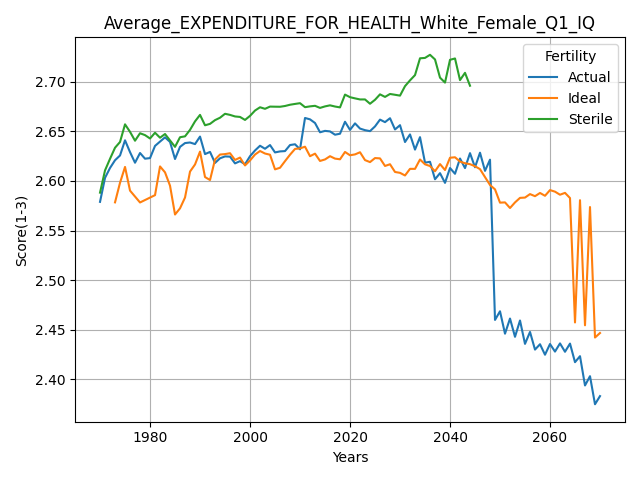 Average_EXPENDITURE_FOR_HEALTH_White_Female_Q1_IQ
Fertility
Actual
Ideal
Sterile
Score(1-3)
2.70
2.65
2.60
2.55
2.50
2.45
2.40
1980 2000 2020 2040 2060
Years